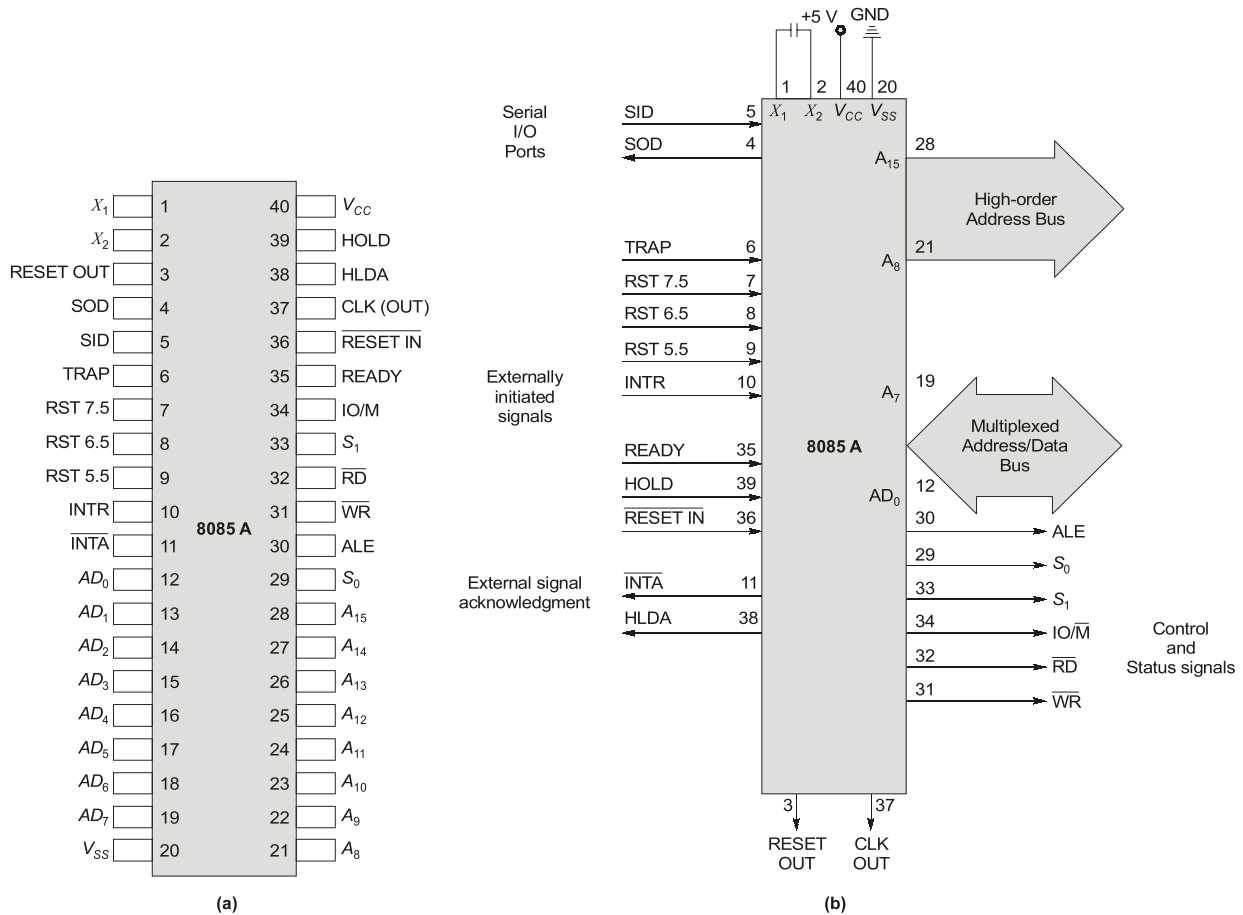 X1 1 40 VCC
X2 2 39 HOLD
RESET OUT 3 38 HLDA
SOD 4 37 CLK (OUT)
SID 5 36 RESET IN
TRAP 6 35 READY
RST 7.5 7 34 IO/M
RST 6.5 8 33 S1
RST 5.5 9 32 RD
INTR 10 31 WR
8085 A
INTA 11 30 ALE
AD0 12 29 S0
AD1 13 28 A15
AD2 14 27 A14
AD3 15 26 A13
AD4 16 25 A12
AD5 17 24 A11
AD6 18 23 A10
AD7 19 22 A9
VSS 20 21 A8
(a)
+5 V GND
1 2 40 20
X1 X2 VCC VSS
Serial
I/O
Ports
SID 5
SOD 4
TRAP 6
RST 7.5 7
RST 6.5 8
RST 5.5 9
INTR 10
Externally
initiated
signals
READY 35
HOLD 39
RESET IN 36
External signal
acknowledgment
INTA 11
HLDA 38
8085 A
A15 28
High-order
Address Bus
A8 21
A7 19
Multiplexed
Address/Data
Bus
AD0 12
30 ALE
29 S0
33 S1
34 IO/M
32 RD
31 WR
Control
and
Status signals
3 37
RESET
OUT
CLK
OUT
(b)